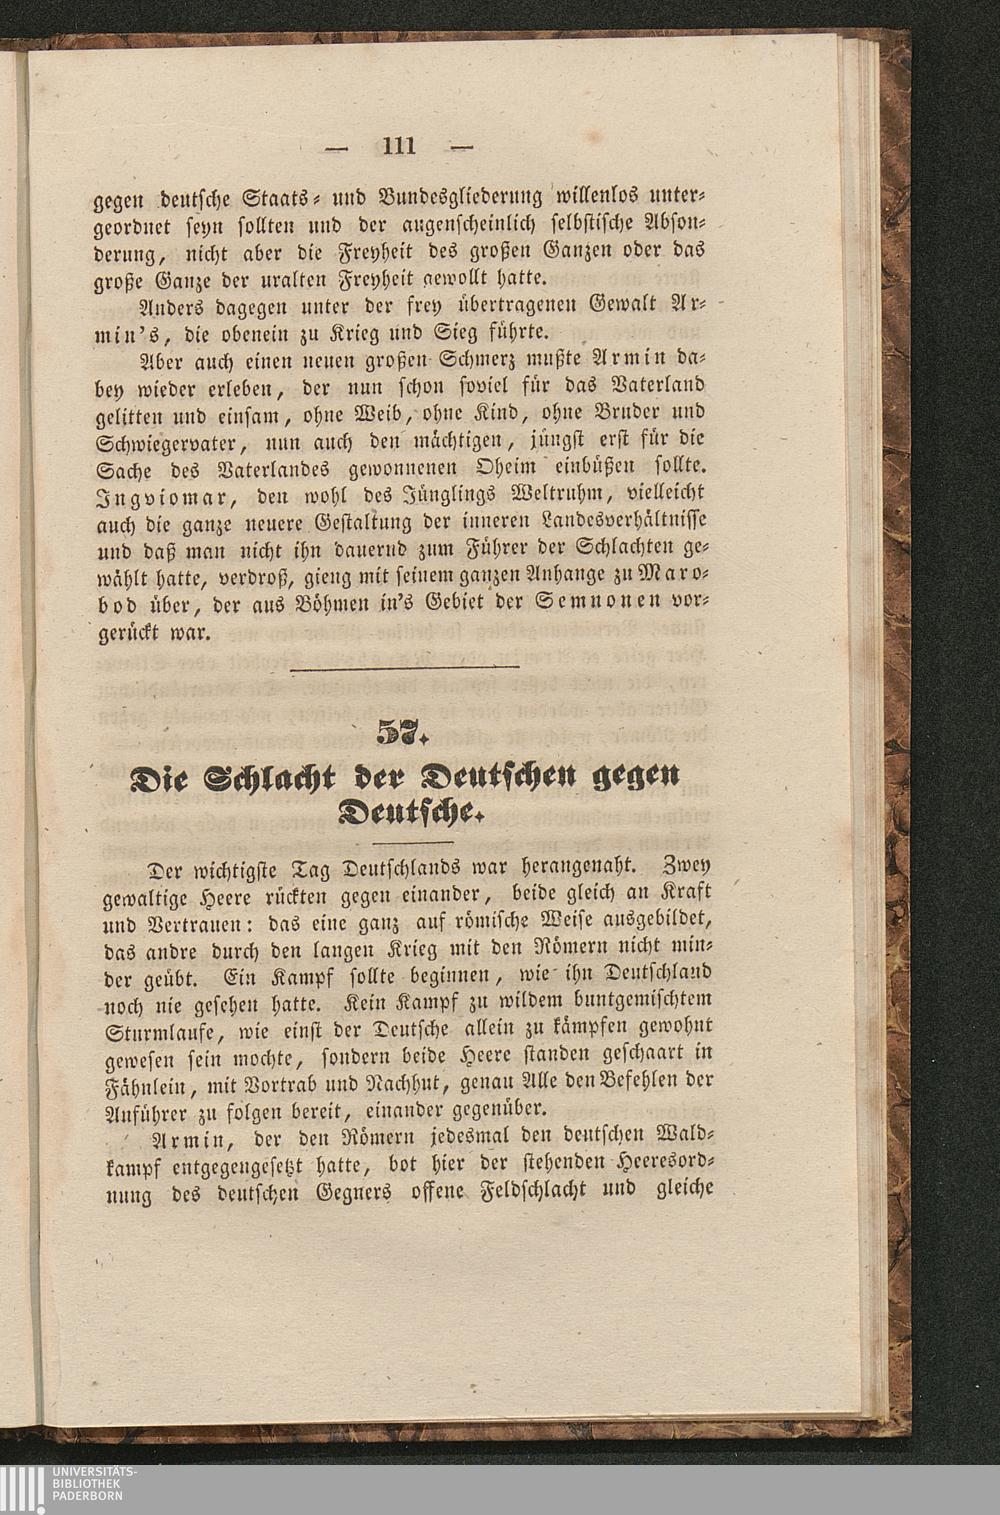 — 111 —
gegen deutsche Staats- und Bundesgliederung willenlos unter-
geordnet seyn sollten und der augenscheinlich selbstische Abson-
derung, nicht aber die Freyheit des großen Ganzen oder das
große Ganze der uralten Freyheit gewollt hatte.
Anders dagegen unter der frey übertragenen Gewalt Ar-
min's, die obenein zu Krieg und Sieg führte.
Aber auch einen neuen großen Schmerz mußte Armin da-
bey wieder erleben, der nun schon soviel für das Vaterland
gelitten und einsam, ohne Weib, ohne Kind, ohne Bruder und
Schwiegervater, nun auch den mächtigen, jüngst erst für die
Sache des Vaterlandes gewonnenen Oheim einbüßen sollte.
Ingviomar, den wohl des Jünglings Weltruhm, vielleicht
auch die ganze neuere Gestaltung der inneren Landesverhältnisse
und daß man nicht ihn dauernd zum Führer der Schlachten ge-
wählt hatte, verdroß, gieng mit seinem ganzen Anhange zu Maro-
bod über, der aus Böhmen in's Gebiet der Semnonen vor-
gerückt war.
57.
Die Schlacht der Deutschen gegen
Deutsche.
Der wichtigste Tag Deutschlands war herangenaht. Zwey
gewaltige Heere rückten gegen einander, beide gleich an Kraft
und Vertrauen: das eine ganz auf römische Weise ausgebildet,
das andre durch den langen Krieg mit den Römern nicht min-
der geübt. Ein Kampf sollte beginnen, wie ihn Deutschland
noch nie gesehen hatte. Kein Kampf zu wildem buntgemischtem
Sturmlaufe, wie einst der Deutsche allein zu kämpfen gewohnt
gewesen sein mochte, sondern beide Heere standen geschaart in
Fähnlein, mit Vortrab und Nachhut, genau Alle den Befehlen der
Anführer zu folgen bereit, einander gegenüber.
Armin, der den Römern jedesmal den deutschen Wald-
kampf entgegengesetzt hatte, bot hier der stehenden Heeresord-
nung des deutschen Gegners offene Feldschlacht und gleiche
UNIVERSITÄTS-
BIBLIOTHEK
PADERBORN